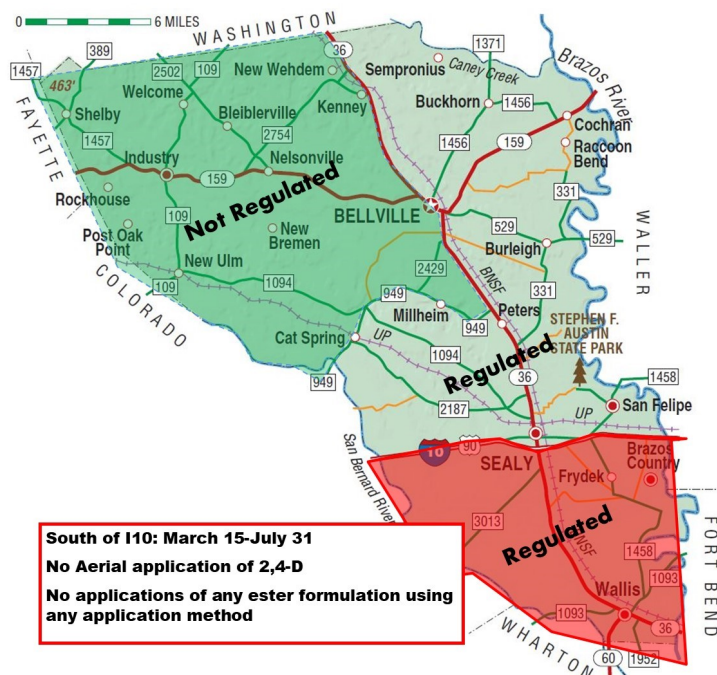 0 6 MILES
WASHINGTON
389
1457
463'
2502
109
Welcome
New Wehdem
36
Sempronius
Caney Creek
1371
Brazos River
Shelby
Bleiblerville
Kenney
Buckhorn
1456
Cochran
FAYETTE
1457
2754
1456
159
Raccoon
Bend
Industry
Nelsonville
159
Rockhouse
Not Regulated
BELLVILLE
331
WALLER
109
Post Oak
Point
New
Bremen
529
Burleigh
529
New Ulm
2429
BNSF
109
1094
949
331
COLORADO
Millheim
949
Peters
STEPHEN F.
AUSTIN
STATE PARK
Cat Spring
UP
1094
Regulated
36
949
1458
2187
UP
San Felipe
San Bernard River
10
90
SEALY
Brazos
Country
Frydek
3013
Regulated
BNSF
FORT BEND
South of I10: March 15-July 31
No Aerial application of 2,4-D
No applications of any ester formulation using
any application method
1458
1093
Wallis
1093
36
WHARTON
60
1952